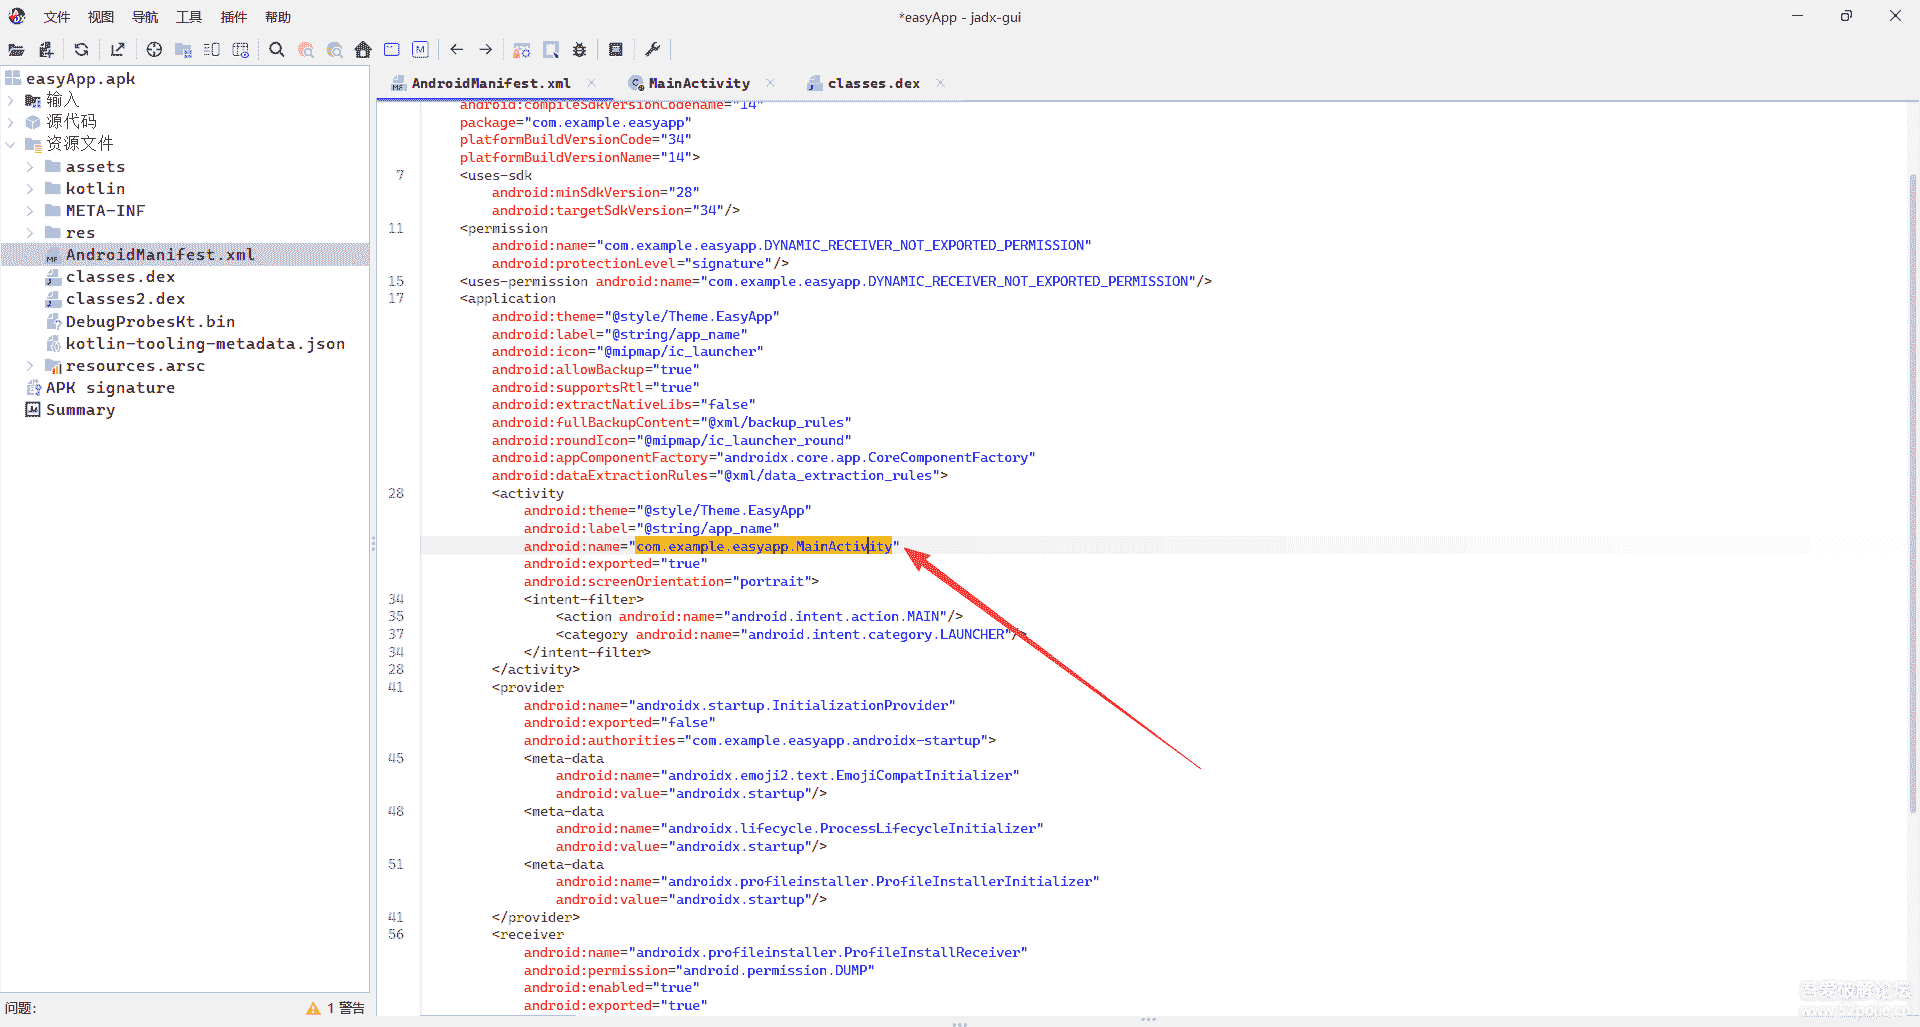 文件 视图 导航 工具 插件 帮助
*easyApp - jadx-gui
easyApp.apk
输入
源代码
资源文件
assets
kotlin
META-INF
res
AndroidManifest.xml
classes.dex
classes2.dex
DebugProbesKt.bin
kotlin-tooling-metadata.json
resources.arsc
APK signature
Summary
问题:
1 警告
AndroidManifest.xml MainActivity classes.dex
android:compileSdkVersionCodename="14"
package="com.example.easyapp"
platformBuildVersionCode="34"
platformBuildVersionName="14">
7 <uses-sdk
android:minSdkVersion="28"
android:targetSdkVersion="34"/>
11 <permission
android:name="com.example.easyapp.DYNAMIC_RECEIVER_NOT_EXPORTED_PERMISSION"
android:protectionLevel="signature"/>
15 <uses-permission android:name="com.example.easyapp.DYNAMIC_RECEIVER_NOT_EXPORTED_PERMISSION"/>
17 <application
android:theme="@style/Theme.EasyApp"
android:label="@string/app_name"
android:icon="@mipmap/ic_launcher"
android:allowBackup="true"
android:supportsRtl="true"
android:extractNativeLibs="false"
android:fullBackupContent="@xml/backup_rules"
android:roundIcon="@mipmap/ic_launcher_round"
android:appComponentFactory="androidx.core.app.CoreComponentFactory"
android:dataExtractionRules="@xml/data_extraction_rules">
28 <activity
android:theme="@style/Theme.EasyApp"
android:label="@string/app_name"
android:name="com.example.easyapp.MainActivity"
android:exported="true"
android:screenOrientation="portrait">
34 <intent-filter>
35 <action android:name="android.intent.action.MAIN"/>
37 <category android:name="android.intent.category.LAUNCHER"/>
34 </intent-filter>
28 </activity>
41 <provider
android:name="androidx.startup.InitializationProvider"
android:exported="false"
android:authorities="com.example.easyapp.androidx-startup">
45 <meta-data
android:name="androidx.emoji2.text.EmojiCompatInitializer"
android:value="androidx.startup"/>
48 <meta-data
android:name="androidx.lifecycle.ProcessLifecycleInitializer"
android:value="androidx.startup"/>
51 <meta-data
android:name="androidx.profileinstaller.ProfileInstallerInitializer"
android:value="androidx.startup"/>
41 </provider>
56 <receiver
android:name="androidx.profileinstaller.ProfileInstallReceiver"
android:permission="android.permission.DUMP"
android:enabled="true"
android:exported="true"